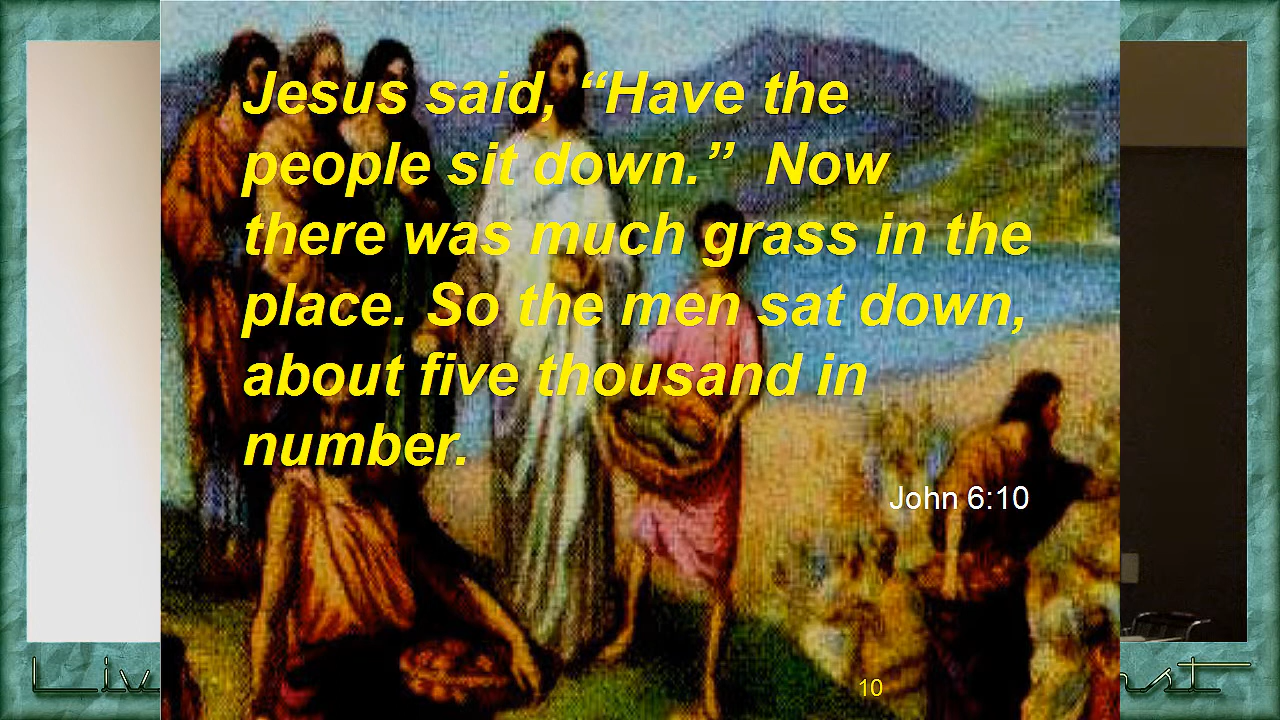 Jesus said, “Have the
people sit down.”  Now
there was much grass in the
place. So the men sat down,
about five thousand in
number.
John 6:10
10